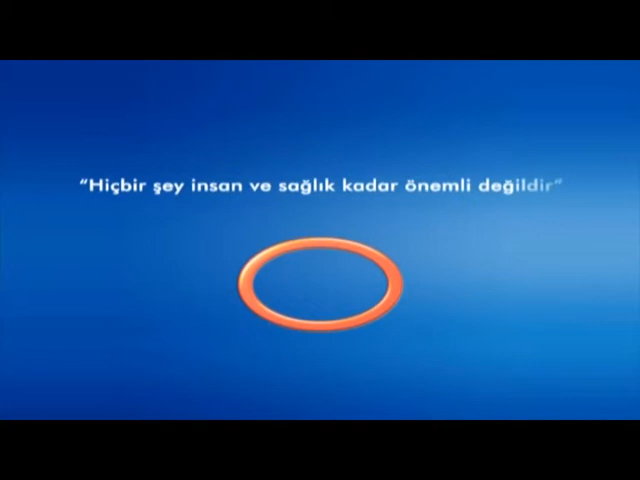 “Hiçbir şey insan ve sağlık kadar önemli değildir”